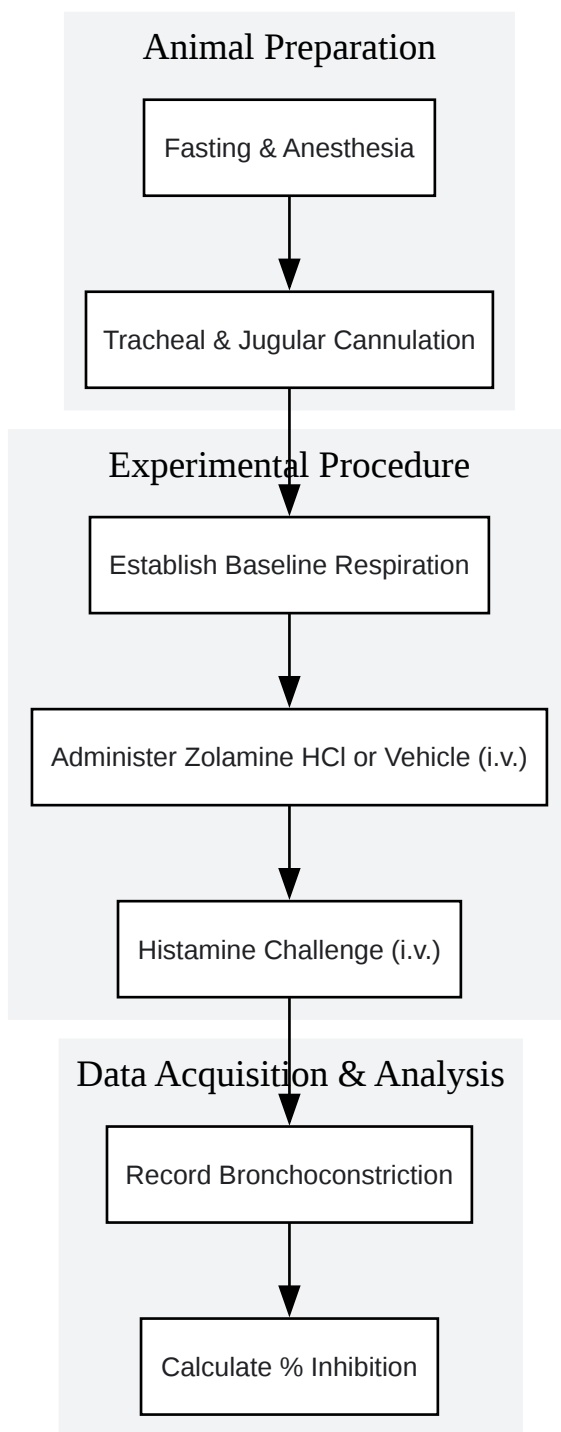 Animal Preparation
Fasting & Anesthesia
Tracheal & Jugular Cannulation
Experimental Procedure
Establish Baseline Respiration
Administer Zolamine HCl or Vehicle (i.v.)
Histamine Challenge (i.v.)
Data Acquisition & Analysis
Record Bronchoconstriction
Calculate % Inhibition